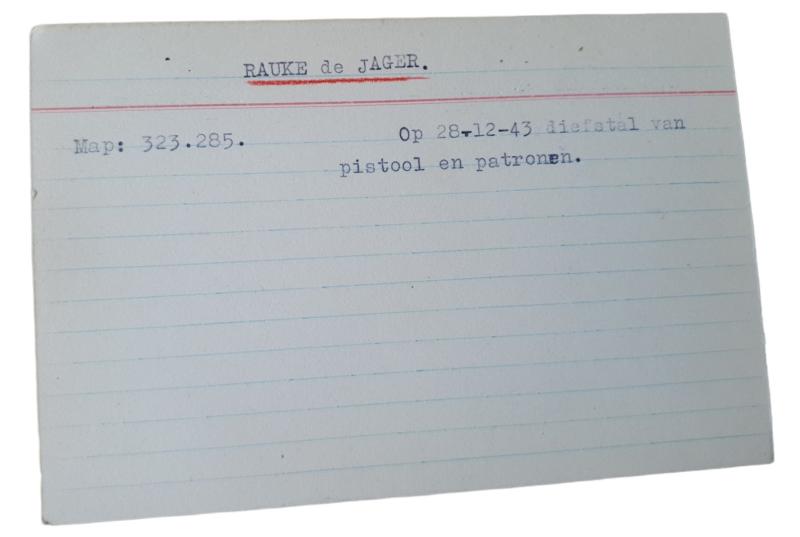 RAUKE de JAGER.
Map: 323.285. Op 28-12-43 diefstal van
pistool en patronen.